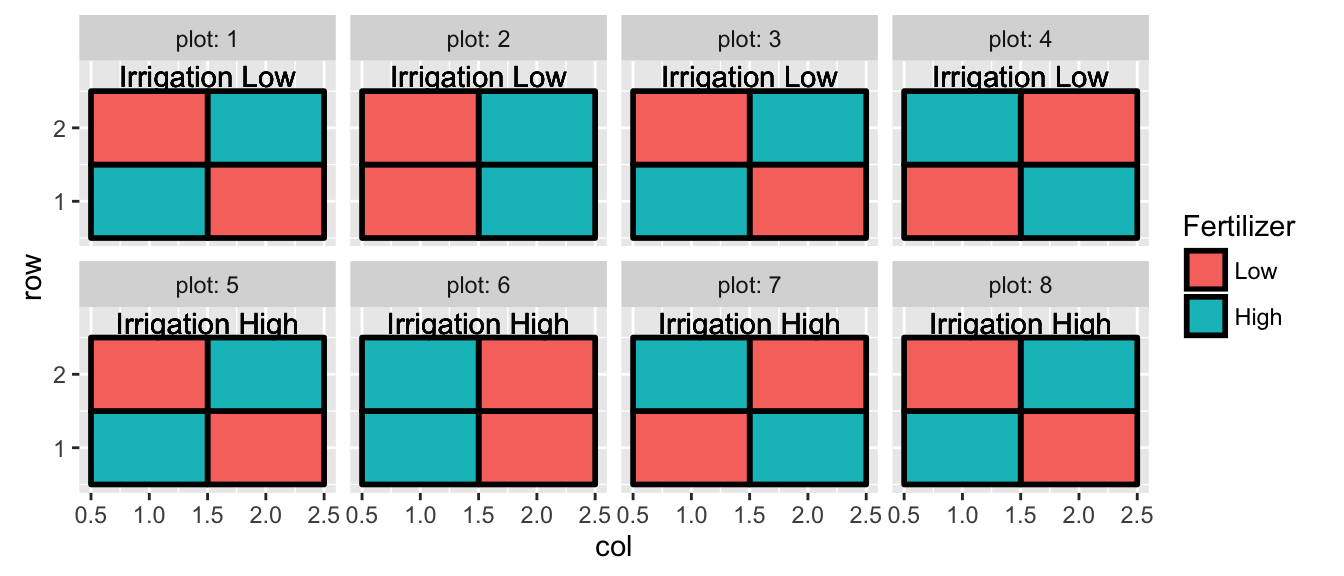 plot: 1 plot: 2 plot: 3 plot: 4
Irrigation Low Irrigation Low Irrigation Low Irrigation Low
2
1
row
plot: 5 plot: 6 plot: 7 plot: 8
Irrigation High Irrigation High Irrigation High Irrigation High
2
1
0.5 1.0 1.5 2.0 2.5 0.5 1.0 1.5 2.0 2.5 0.5 1.0 1.5 2.0 2.5 0.5 1.0 1.5 2.0 2.5
col
Fertilizer
Low
High